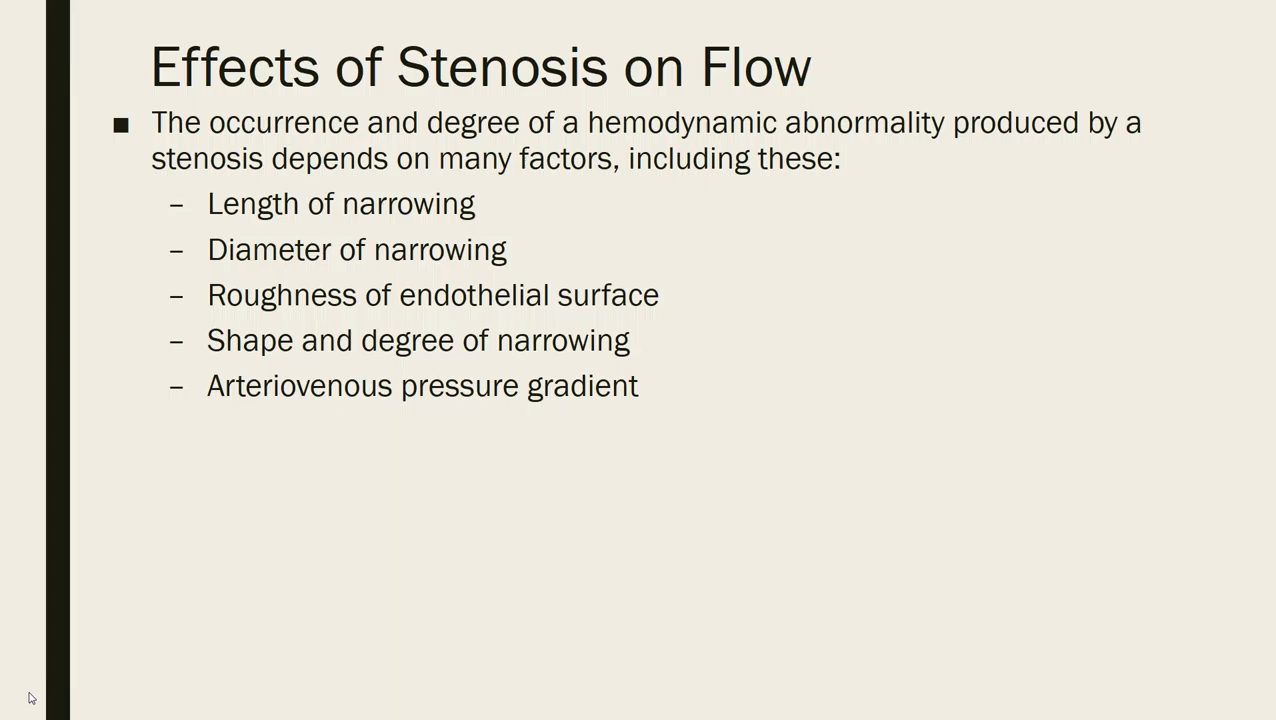 Effects of Stenosis on Flow
■ The occurrence and degree of a hemodynamic abnormality produced by a
stenosis depends on many factors, including these:
– Length of narrowing
– Diameter of narrowing
– Roughness of endothelial surface
– Shape and degree of narrowing
– Arteriovenous pressure gradient